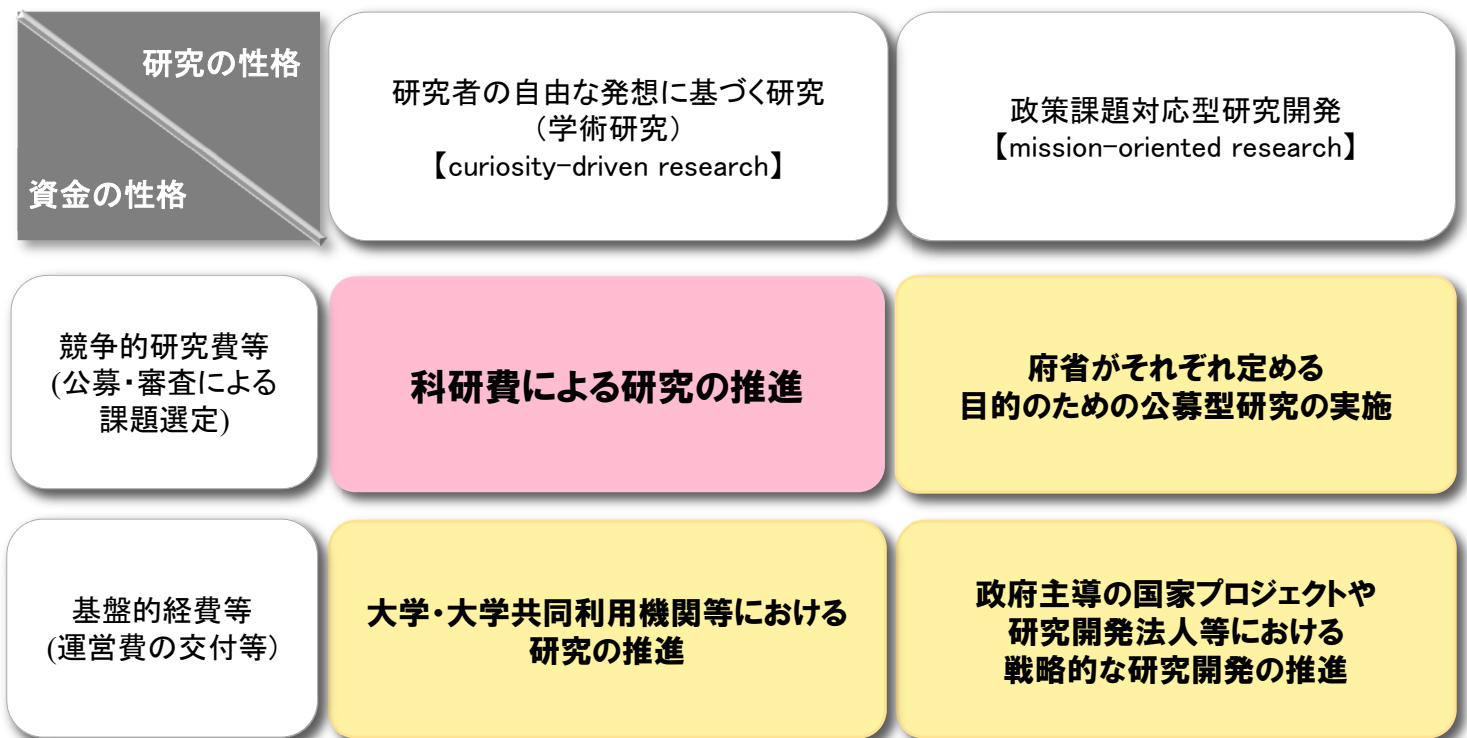 研究の性格
資金の性格
研究者の自由な発想に基づく研究
（学術研究）
【curiosity-driven research】
政策課題対応型研究開発
【mission-oriented research】
競争的研究費等
(公募・審査による
課題選定)
科研費による研究の推進
府省がそれぞれ定める
目的のための公募型研究の実施
基盤的経費等
(運営費の交付等）
大学・大学共同利用機関等における
研究の推進
政府主導の国家プロジェクトや
研究開発法人等における
戦略的な研究開発の推進